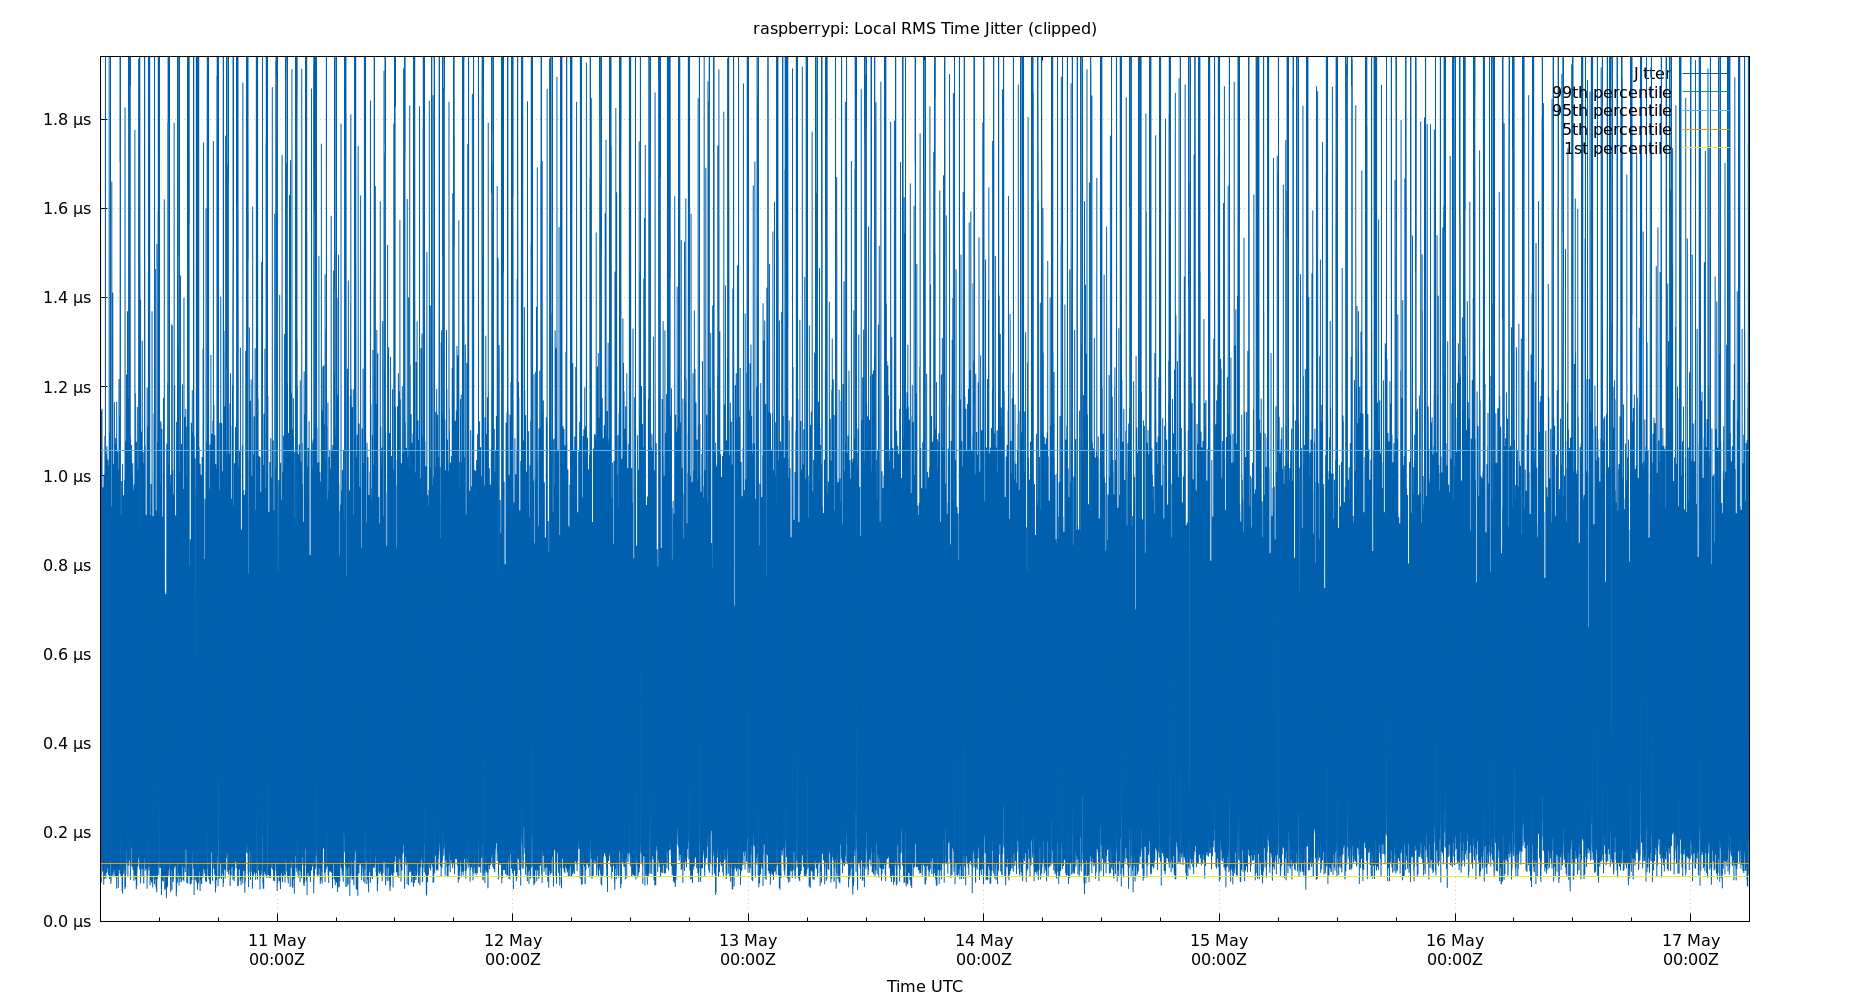 raspberrypi: Local RMS Time Jitter (clipped)
Jitter
99th percentile
95th percentile
5th percentile
1st percentile
1.8 µs
1.6 µs
1.4 µs
1.2 µs
1.0 µs
0.8 µs
0.6 µs
0.4 µs
0.2 µs
0.0 µs
11 May 12 May 13 May 14 May 15 May 16 May 17 May
00:00Z 00:00Z 00:00Z 00:00Z 00:00Z 00:00Z 00:00Z
Time UTC